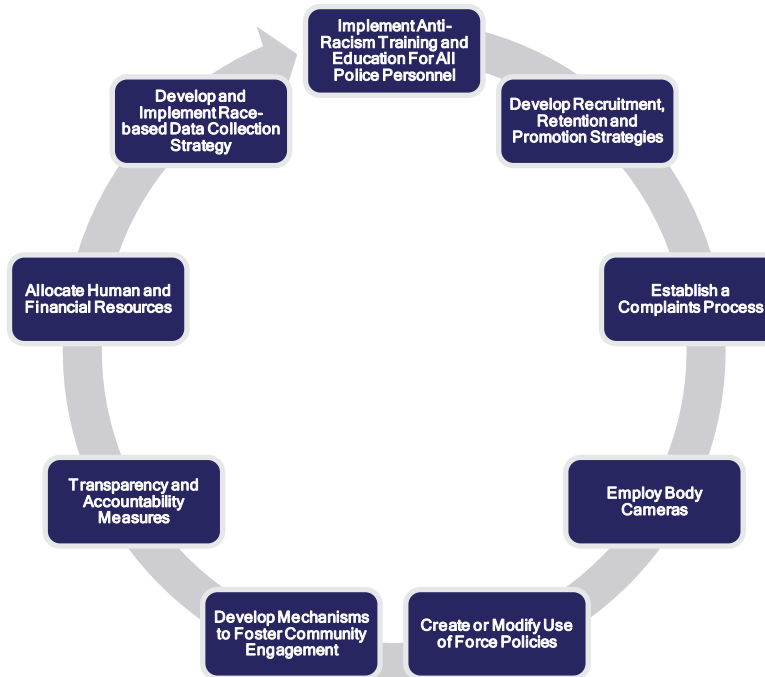 Implement Anti-
Racism Training and
Education For All
Police Personnel
Develop Recruitment,
Retention and
Promotion Strategies
Establish a
Complaints Process
Employ Body
Cameras
Create or Modify Use
of Force Policies
Develop Mechanisms
to Foster Community
Engagement
Transparency and
Accountability
Measures
Allocate Human and
Financial Resources
Develop and
Implement Race-
based Data Collection
Strategy